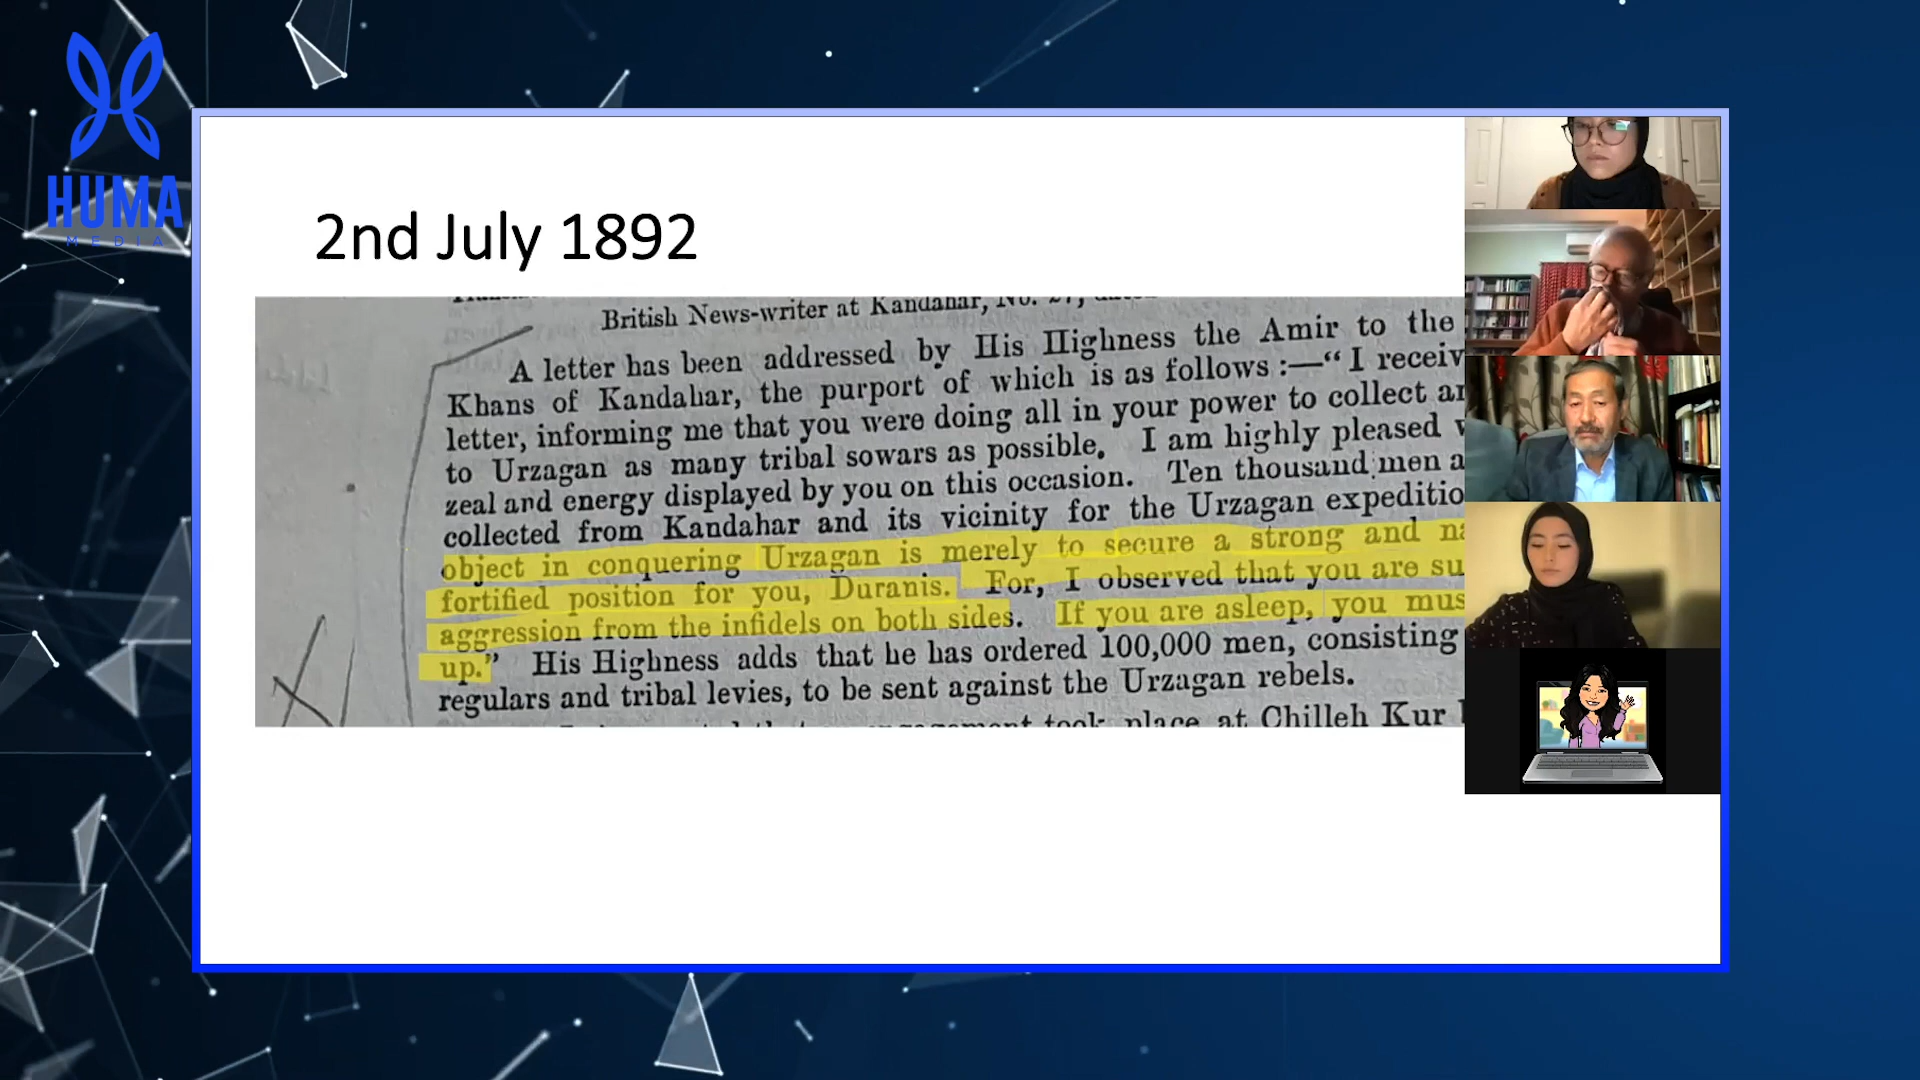 HUMA
MEDIA
2nd July 1892
British News-writer at Kandahar, No. 27,
A letter has been addressed by His Highness the Amir to the
Khans of Kandahar, the purport of which is as follows :—“ I receiv
letter, informing me that you were doing all in your power to collect an
to Urzagan as many tribal sowars as possible. I am highly pleased w
zeal and energy displayed by you on this occasion. Ten thousand men a
collected from Kandahar and its vicinity for the Urzagan expeditio
object in conquering Urzagan is merely to secure a strong and na
fortified position for you, Duranis. For, I observed that you are su
aggression from the infidels on both sides. If you are asleep, you mus
up.” His Highness adds that he has ordered 100,000 men, consisting
regulars and tribal levies, to be sent against the Urzagan rebels.
took place at Chilleh Kur